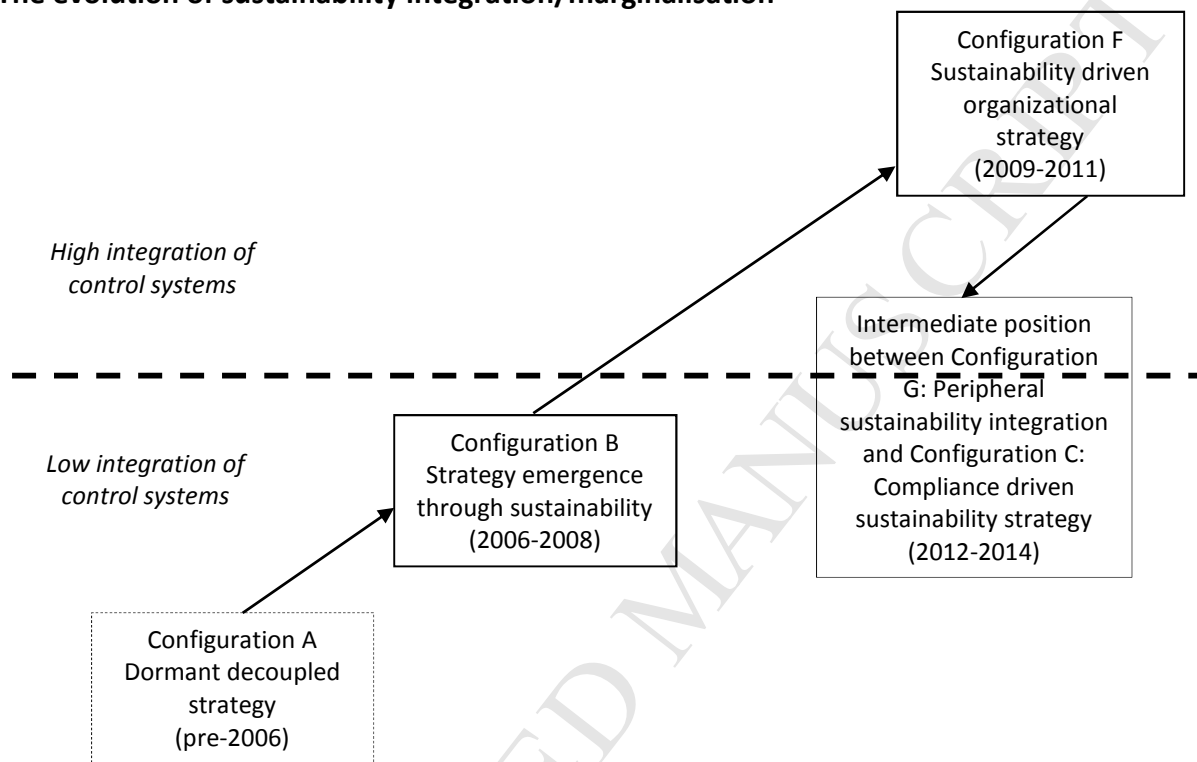 The evolution of sustainability integration/marginalisation
Configuration F
Sustainability driven
organizational
strategy
(2009-2011)
High integration of
control systems
Intermediate position
between Configuration
G: Peripheral
sustainability integration
and Configuration C:
Compliance driven
sustainability strategy
(2012-2014)
Configuration B
Strategy emergence
through sustainability
(2006-2008)
Low integration of
control systems
Configuration A
Dormant decoupled
strategy
(pre-2006)
ED MANUSCRIPT